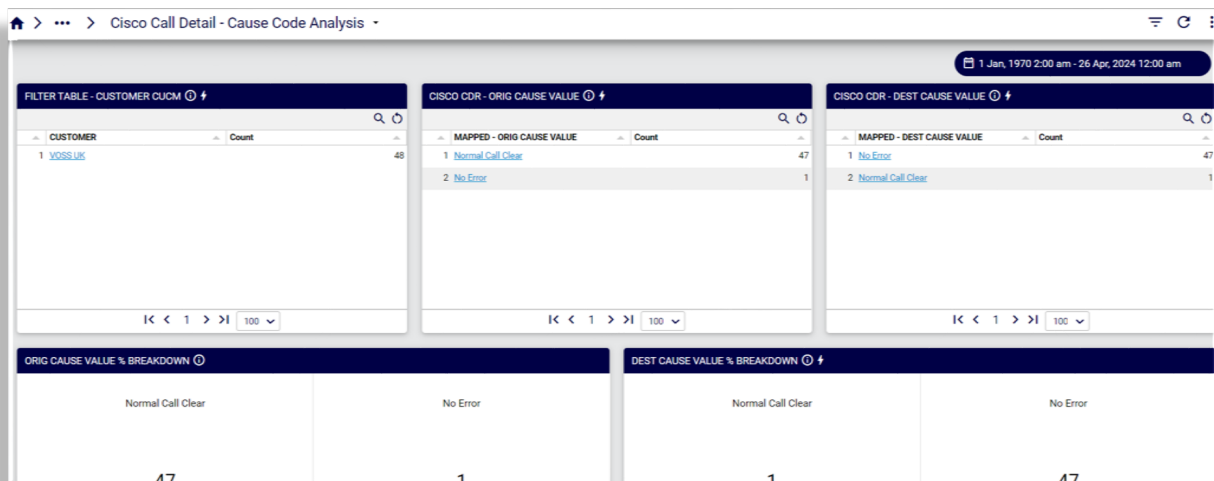 Cisco Call Detail - Cause Code Analysis
1 Jan, 1970 2:00 am - 26 Apr, 2024 12:00 am
FILTER TABLE - CUSTOMER CUCM
CUSTOMER Count
1 VOSS UK 48
1 100
CISCO CDR - ORIG CAUSE VALUE
MAPPED - ORIG CAUSE VALUE Count
1 Normal Call Clear 47
2 No Error 1
1 100
CISCO CDR - DEST CAUSE VALUE
MAPPED - DEST CAUSE VALUE Count
1 No Error 47
2 Normal Call Clear 1
1 100
ORIG CAUSE VALUE % BREAKDOWN
Normal Call Clear No Error
47 1
DEST CAUSE VALUE % BREAKDOWN
Normal Call Clear No Error
1 47